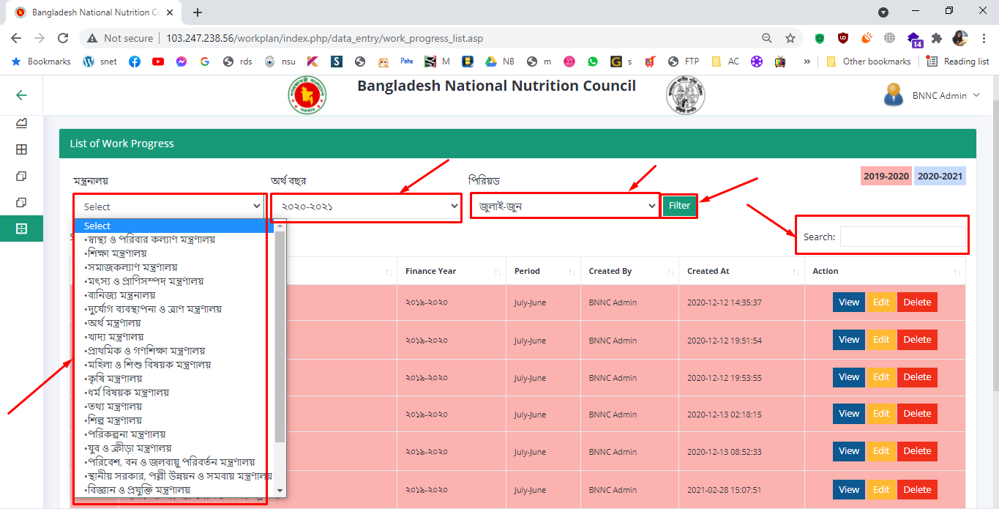 Bangladesh National Nutrition Co
Not secure
103.247.238.56/workplan/index.php/data_entry/work_progress_list.asp
14
Bookmarks snet rds nsu M NB m s FTP AC » Other bookmarks Reading list
Bangladesh National Nutrition Council
BNNC Admin
List of Work Progress
মন্ত্রনালয় অর্থ বছর পিরিয়ড
2019-2020 2020-2021
Select ২০২০-২০২১ জুলাই-জুন Filter
Search:
Select
•স্বাস্থ্য ও পরিবার কল্যাণ মন্ত্রণালয়
•শিক্ষা মন্ত্রণালয়
•সমাজকল্যাণ মন্ত্রণালয়
•মৎস্য ও প্রাণিসম্পদ মন্ত্রণালয়
•বানিজ্য মন্ত্রনালয়
•দুর্যোগ ব্যবস্থাপনা ও ত্রাণ মন্ত্রণালয়
•অর্থ মন্ত্রণালয়
•খাদ্য মন্ত্রণালয়
•প্রাথমিক ও গণশিক্ষা মন্ত্রণালয়
•মহিলা ও শিশু বিষয়ক মন্ত্রণালয়
•কৃষি মন্ত্রণালয়
•ধর্ম বিষয়ক মন্ত্রণালয়
•তথ্য মন্ত্রণালয়
•শিল্প মন্ত্রণালয়
•পরিকল্পনা মন্ত্রণালয়
•যুব ও ক্রীড়া মন্ত্রণালয়
•পরিবেশ, বন ও জলবায়ু পরিবর্তন মন্ত্রণালয়
•স্থানীয় সরকার, পল্লী উন্নয়ন ও সমবায় মন্ত্রণালয়
•বিজ্ঞান ও প্রযুক্তি মন্ত্রণালয়
Finance Year Period Created By Created At Action
২০১৯-২০২০ July-June BNNC Admin 2020-12-12 14:35:37 View Edit Delete
২০১৯-২০২০ July-June BNNC Admin 2020-12-12 19:51:54 View Edit Delete
২০১৯-২০২০ July-June BNNC Admin 2020-12-12 19:53:55 View Edit Delete
২০১৯-২০২০ July-June BNNC Admin 2020-12-13 02:18:15 View Edit Delete
২০১৯-২০২০ July-June BNNC Admin 2020-12-13 08:52:33 View Edit Delete
২০১৯-২০২০ July-June BNNC Admin 2021-02-28 15:07:51 View Edit Delete